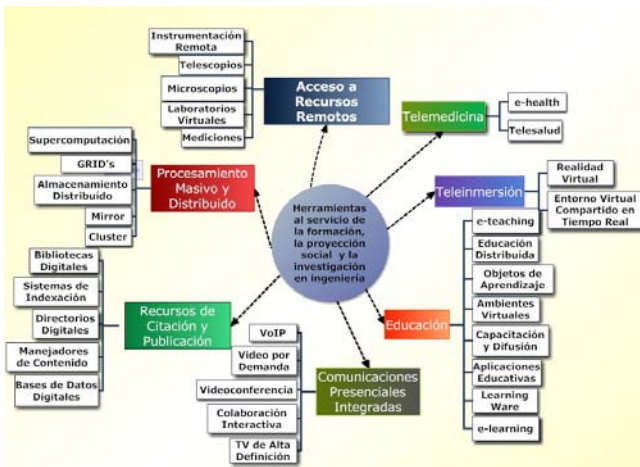 Instrumentación
Remota
Telescopios
Microscopios
Laboratorios
Virtuales
Mediciones
Acceso a
Recursos
Remotos
Telemedicina
e-health
Telesalud
Supercomputación
GRID's
Almacenamiento
Distribuido
Mirror
Cluster
Procesamiento
Masivo y
Distribuido
Teleinmersión
Realidad
Virtual
Entorno Virtual
Compartido en
Tiempo Real
Herramientas
al servicio de
la formación,
la proyección
social y la
investigación
en ingeniería
Bibliotecas
Digitales
Sistemas de
Indexación
Directorios
Digitales
Manejadores
de Contenido
Bases de Datos
Digitales
Recursos de
Citación y
Publicación
Educación
e-teaching
Educación
Distribuida
Objetos de
Aprendizaje
Ambientes
Virtuales
Capacitación
y Difusión
Aplicaciones
Educativas
Learning
Ware
e-learning
VoIP
Video por
Demanda
Videoconferencia
Colaboración
Interactiva
TV de Alta
Definición
Comunicaciones
Presenciales
Integradas